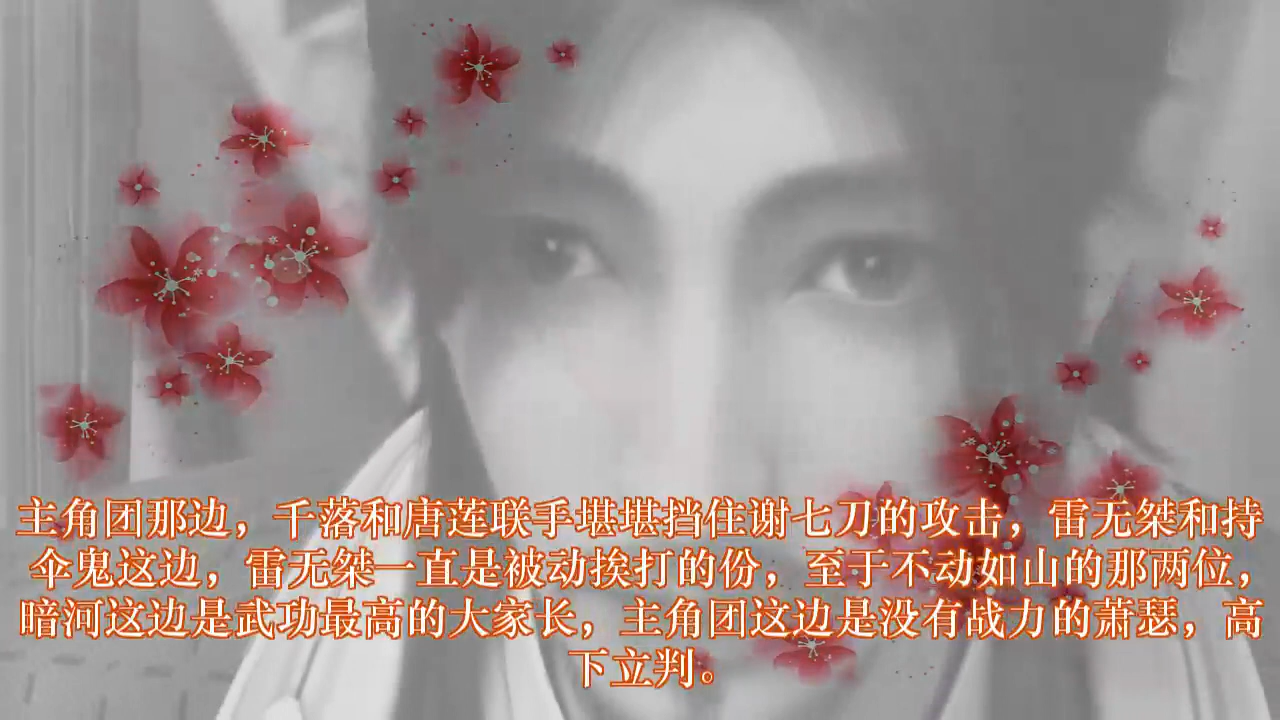 主角团那边，千落和唐莲联手堪堪挡住谢七刀的攻击，雷无桀和持
伞鬼这边，雷无桀一直是被动挨打的份，至于不动如山的那两位，
暗河这边是武功最高的大家长，主角团这边是没有战力的萧瑟，高
下立判。